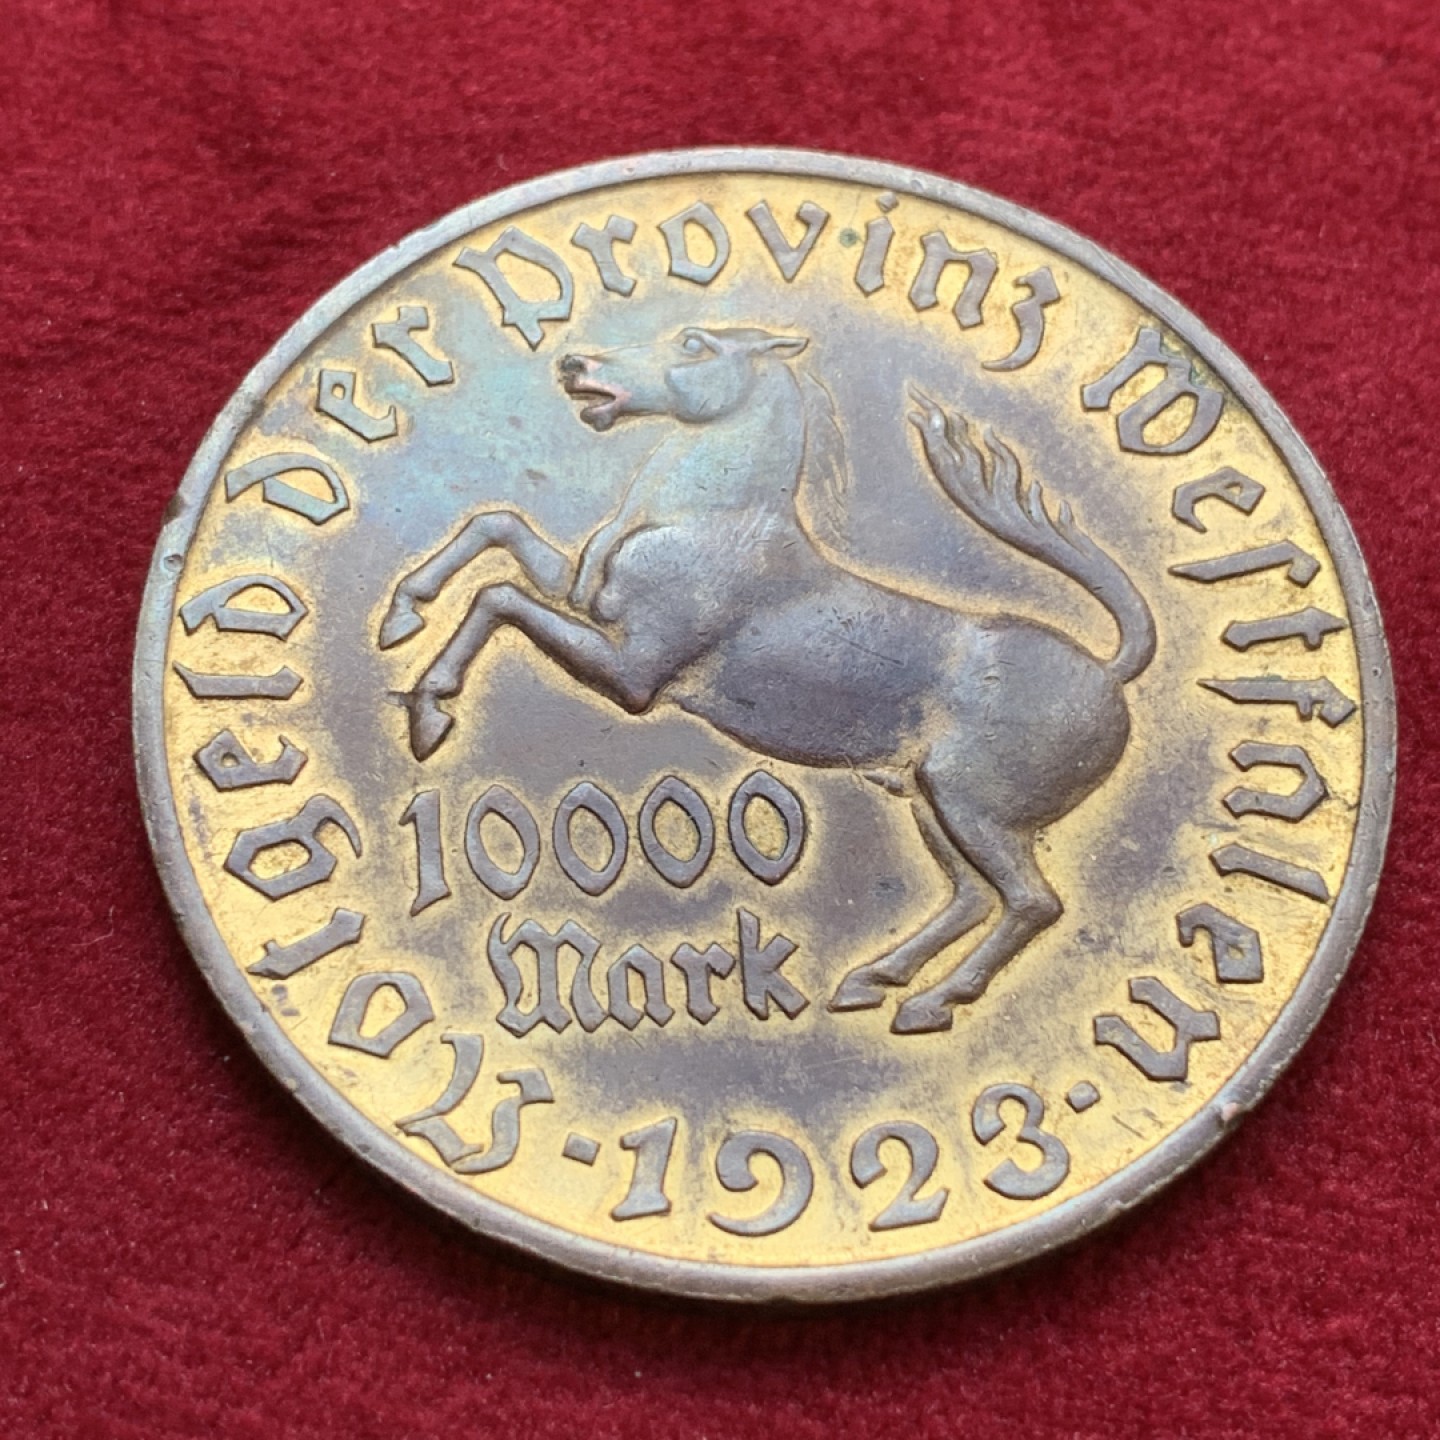 Notgeld der Provinz Westfalen
10000
Mark
· 1923 ·